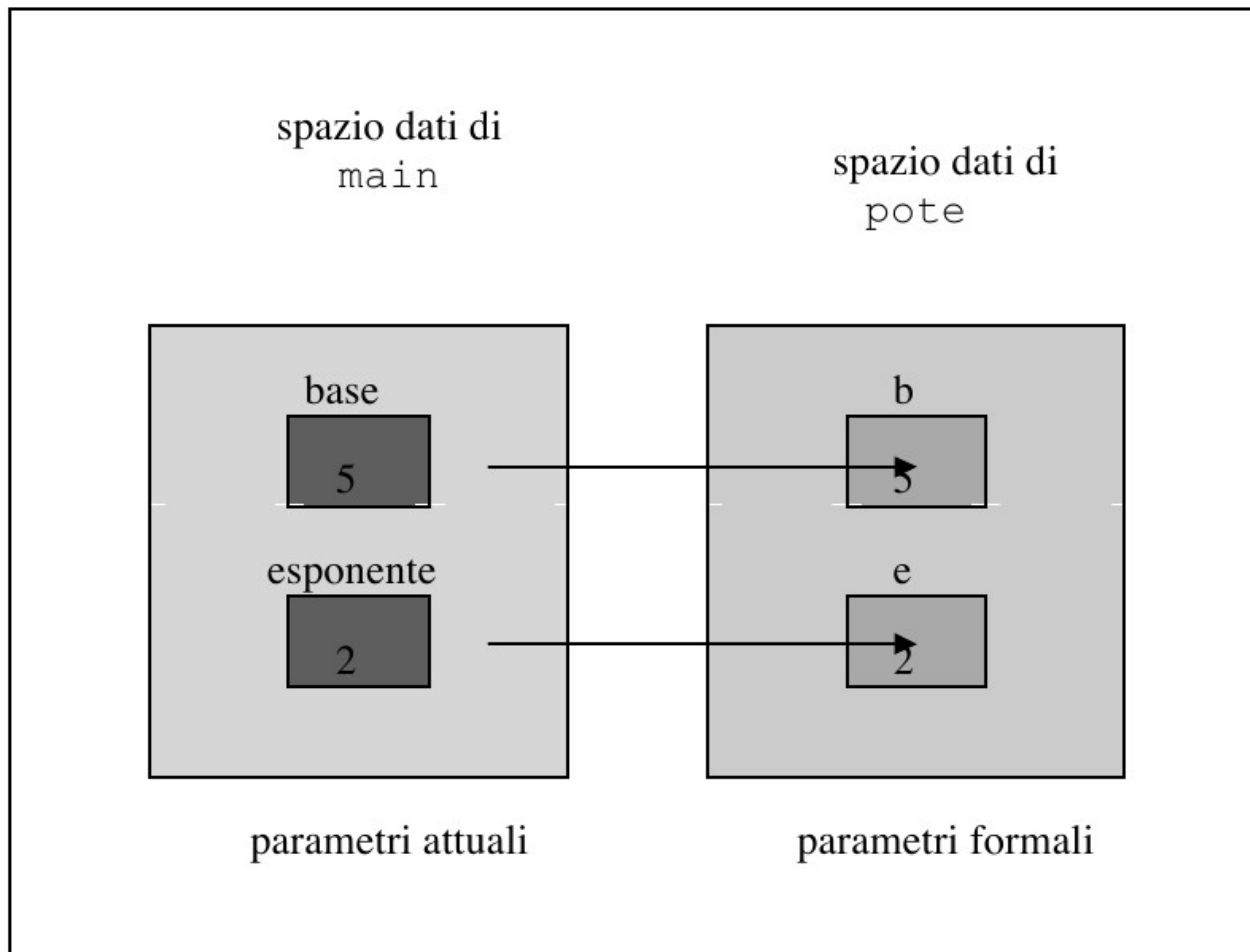 spazio dati di
main
spazio dati di
pote
base
5
esponente
2
b
5
e
2
parametri attuali
parametri formali